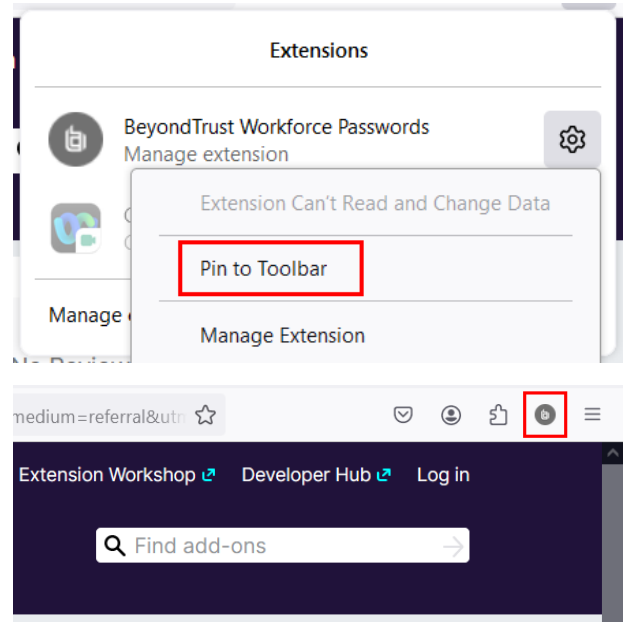 Extensions
BeyondTrust Workforce Passwords
Manage extension
Extension Can't Read and Change Data
Pin to Toolbar
Manage
Manage Extension
medium=referral&utm
Extension Workshop
Developer Hub
Log in
Find add-ons